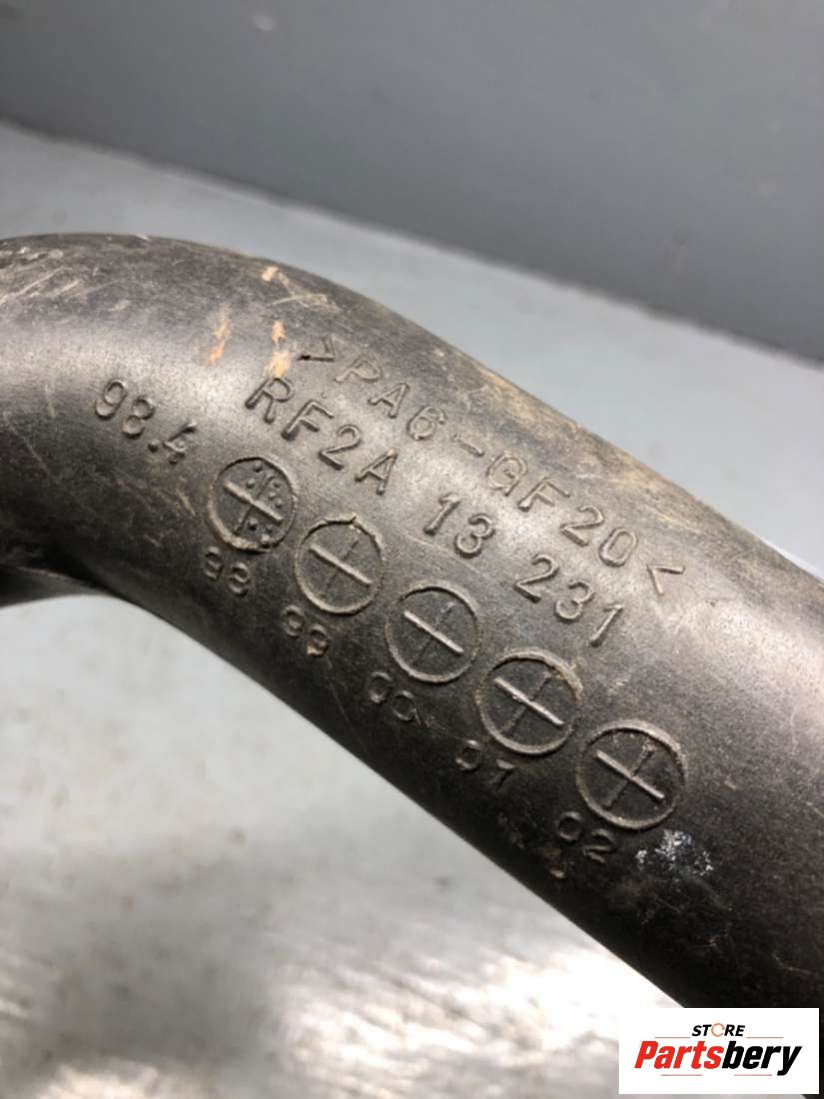 >PA6-GF20<
RF2A 13 231
98.4
98 99 00 01 02
STORE
Partsbery